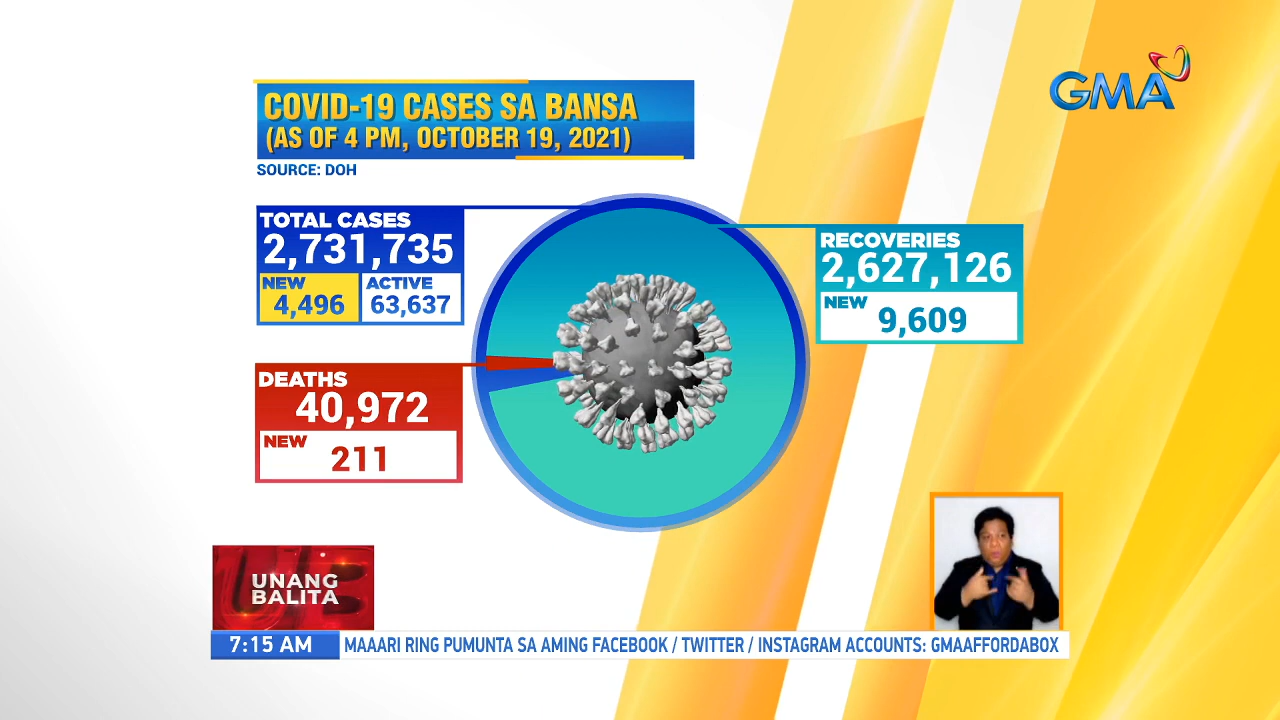 GMA
COVID-19 CASES SA BANSA
(AS OF 4 PM, OCTOBER 19, 2021)
SOURCE: DOH
TOTAL CASES
2,731,735
NEW
4,496
ACTIVE
63,637
RECOVERIES
2,627,126
NEW
9,609
DEATHS
40,972
NEW
211
UNANG
BALITA
7:15 AM
MAAARI RING PUMUNTA SA AMING FACEBOOK / TWITTER / INSTAGRAM ACCOUNTS: GMAAFFORDABOX